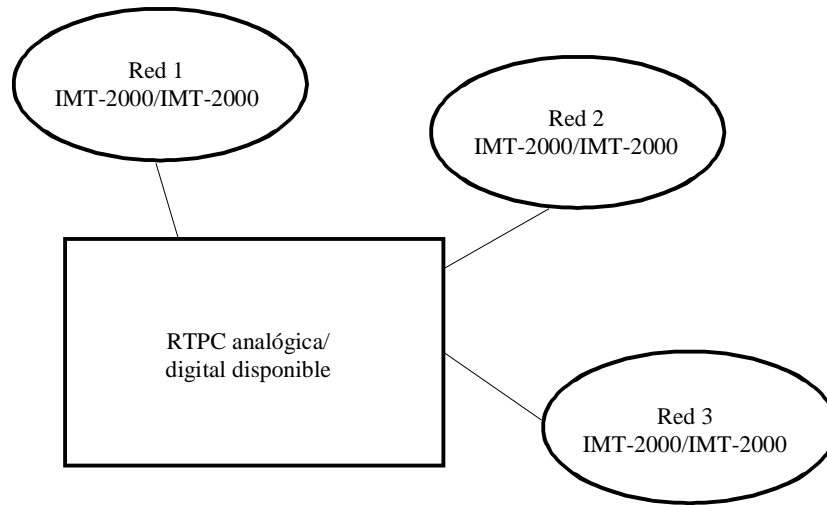 Red 1
IMT-2000/IMT-2000
Red 2
IMT-2000/IMT-2000
RTPC analógica/
digital disponible
Red 3
IMT-2000/IMT-2000